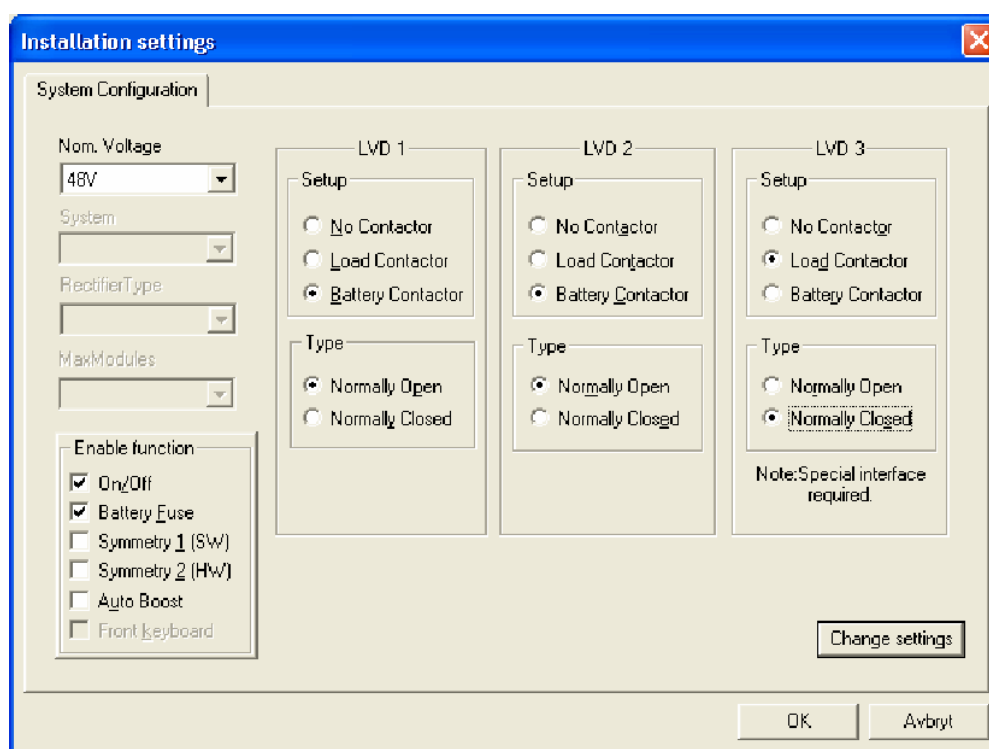 Installation settings
System Configuration
Nom. Voltage
48V
System
RectifierType
MaxModules
Enable function
On/Off
Battery Fuse
Symmetry 1 (SW)
Symmetry 2 (HW)
Auto Boost
Front keyboard
LVD 1
Setup
No Contactor
Load Contactor
Battery Contactor
Type
Normally Open
Normally Closed
LVD 2
Setup
No Contactor
Load Contactor
Battery Contactor
Type
Normally Open
Normally Closed
LVD 3
Setup
No Contactor
Load Contactor
Battery Contactor
Type
Normally Open
Normally Closed
Note:Special interface
required.
Change settings
OK
Avbryt